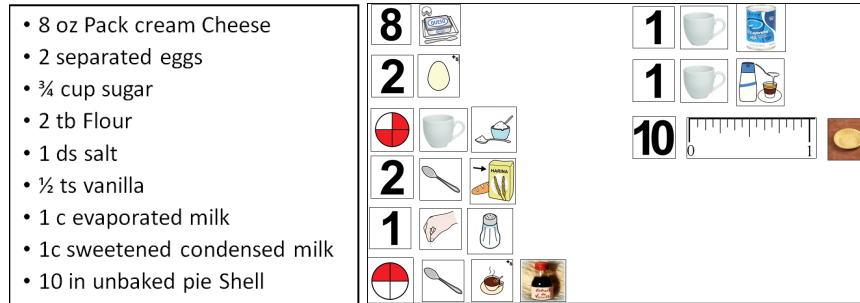 • 8 oz Pack cream Cheese
• 2 separated eggs
• ¾ cup sugar
• 2 tb Flour
• 1 ds salt
• ½ ts vanilla
• 1 c evaporated milk
• 1c sweetened condensed milk
• 10 in unbaked pie Shell
8
QUESO
2
+s
2
HARINA
1
+s
1
1
10
0 1